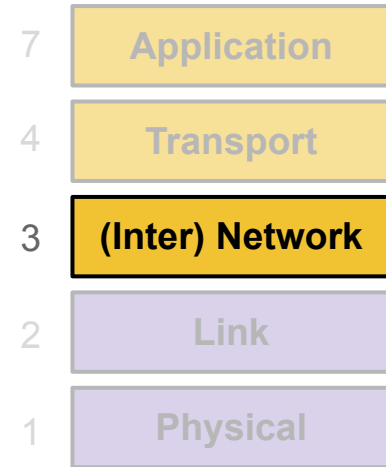 7 Application
4 Transport
3 (Inter) Network
2 Link
1 Physical